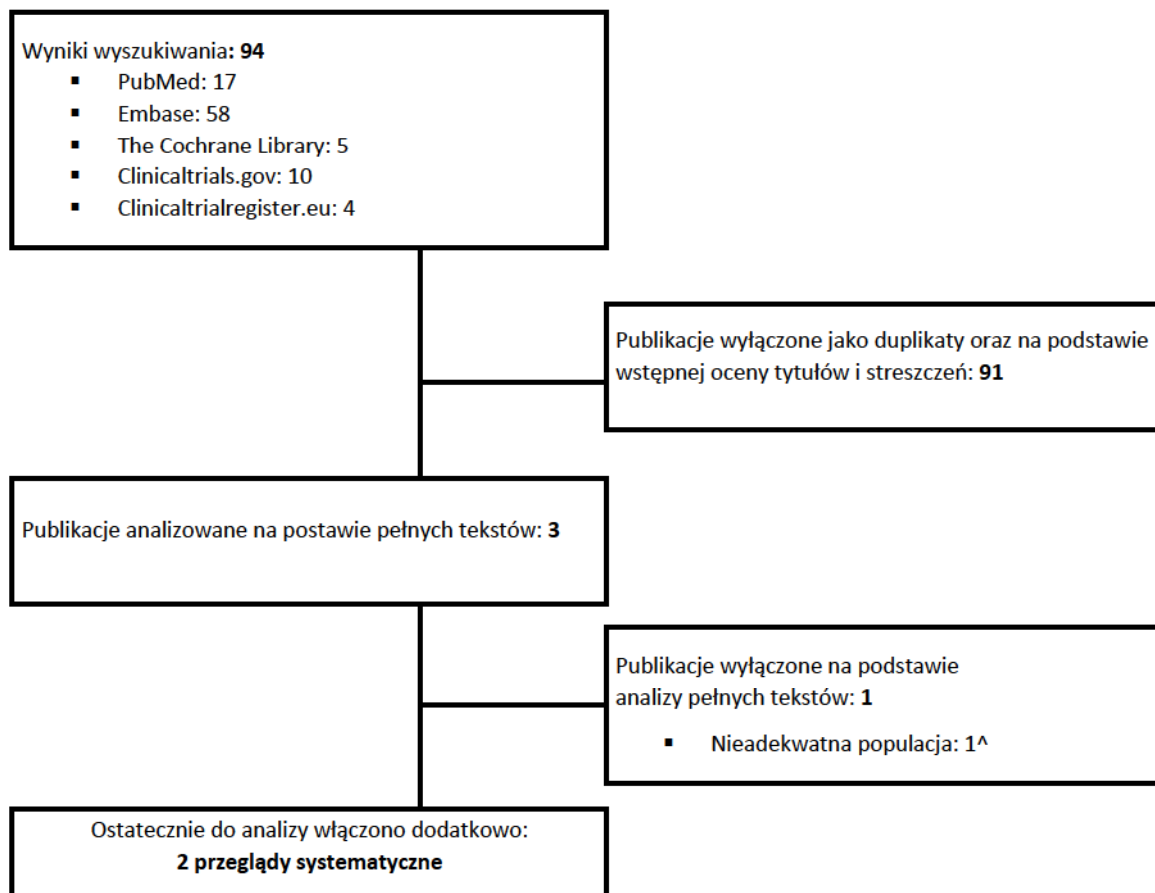 Wyniki wyszukiwania: 94
▪ PubMed: 17
▪ Embase: 58
▪ The Cochrane Library: 5
▪ Clinicaltrials.gov: 10
▪ Clinicaltrialregister.eu: 4
Publikacje wyłączone jako duplikaty oraz na podstawie
wstępnej oceny tytułów i streszczeń: 91
Publikacje analizowane na postawie pełnych tekstów: 3
Publikacje wyłączone na podstawie
analizy pełnych tekstów: 1
▪ Nieadekwatna populacja: 1^
Ostatecznie do analizy włączono dodatkowo:
2 przeglądy systematyczne